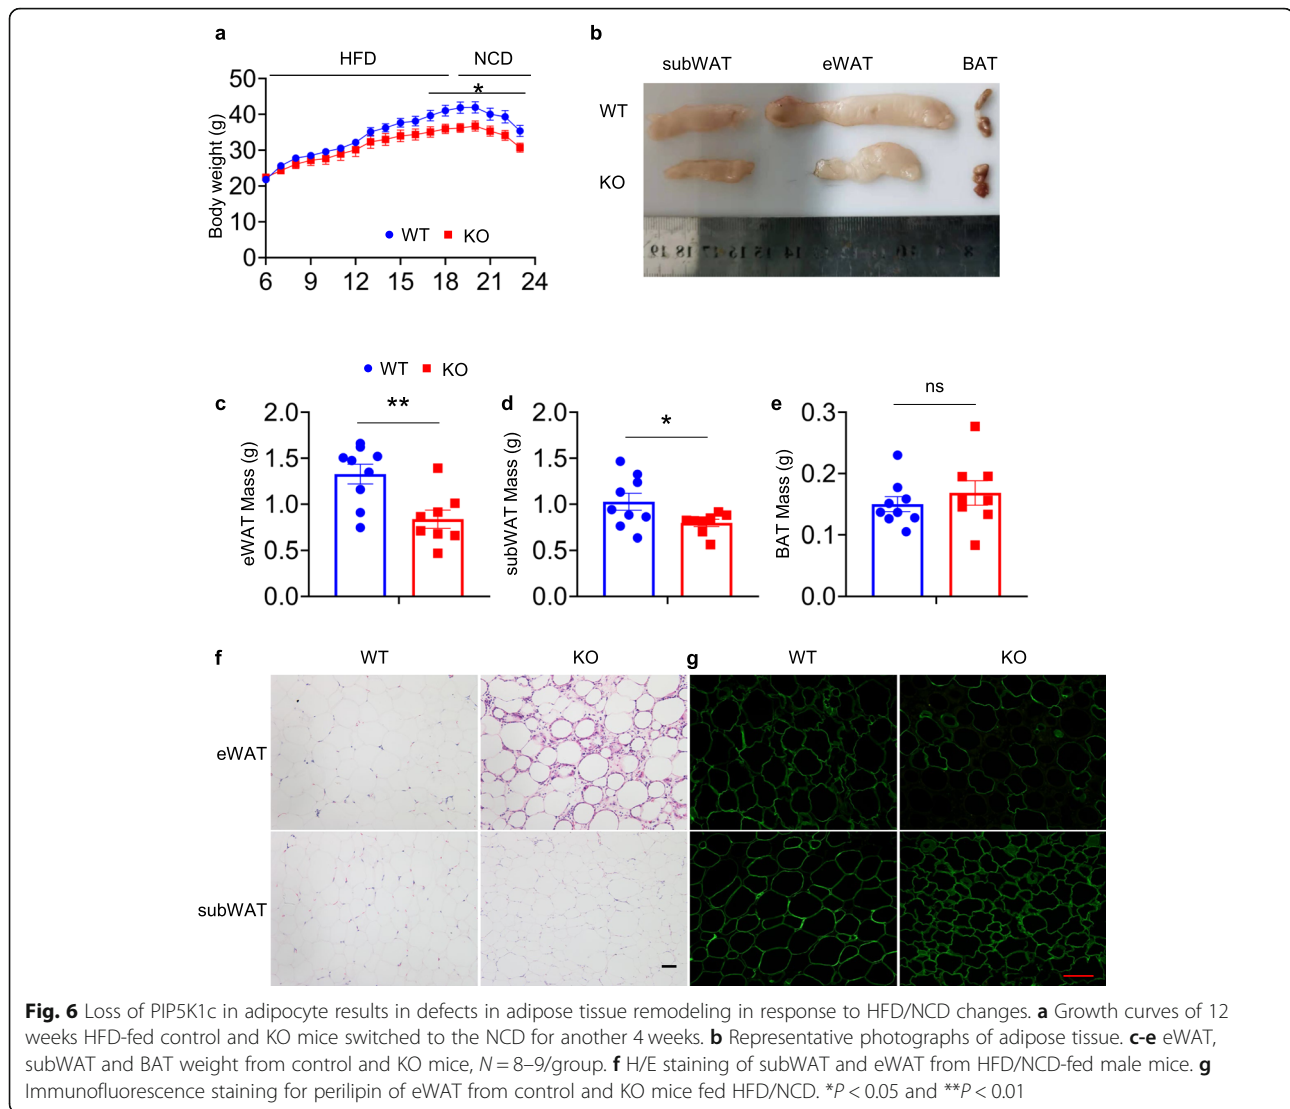 a
HFD NCD
*
Body weight (g)
50
40
30
20
10
0
WT KO
6 9 12 15 18 21 24
b
subWAT eWAT BAT
WT
KO
WT KO
c
**
eWAT Mass (g)
2.0
1.5
1.0
0.5
0.0
d
*
subWAT Mass (g)
2.0
1.5
1.0
0.5
0.0
e
ns
BAT Mass (g)
0.3
0.2
0.1
0.0
f
WT KO
g
WT KO
eWAT
subWAT
Fig. 6 Loss of PIP5K1c in adipocyte results in defects in adipose tissue remodeling in response to HFD/NCD changes. a Growth curves of 12
weeks HFD-fed control and KO mice switched to the NCD for another 4 weeks. b Representative photographs of adipose tissue. c-e eWAT,
subWAT and BAT weight from control and KO mice, N = 8–9/group. f H/E staining of subWAT and eWAT from HFD/NCD-fed male mice. g
Immunofluorescence staining for perilipin of eWAT from control and KO mice fed HFD/NCD. *P < 0.05 and **P < 0.01